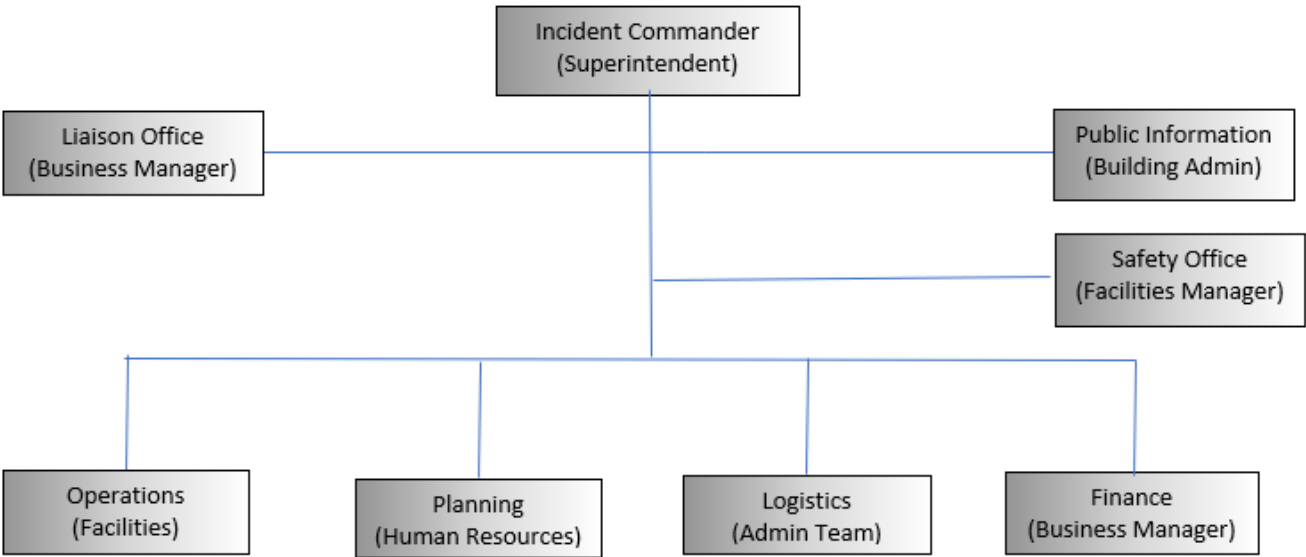 Incident Commander
(Superintendent)
Liaison Office
(Business Manager)
Public Information
(Building Admin)
Safety Office
(Facilities Manager)
Operations
(Facilities)
Planning
(Human Resources)
Logistics
(Admin Team)
Finance
(Business Manager)